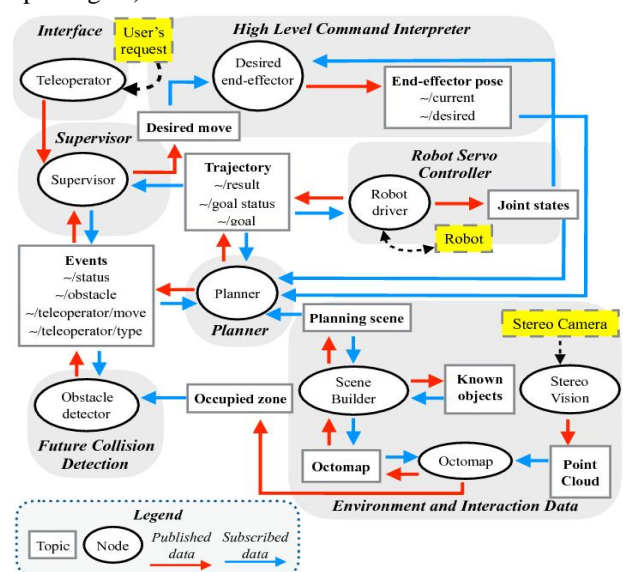 Interface
User's
request
Teleoperator
High Level Command Interpreter
Desired
end-effector
End-effector pose
~/current
~/desired
Desired move
Supervisor
Supervisor
Trajectory
~/result
~/goal status
~/goal
Robot Servo
Controller
Robot
driver
Joint states
Robot
Events
~/status
~/obstacle
~/teleoperator/move
~/teleoperator/type
Planner
Planner
Planning scene
Stereo Camera
Scene
Builder
Known
objects
Stereo
Vision
Obstacle
detector
Occupied zone
Future Collision
Detection
Octomap
Octomap
Point
Cloud
Environment and Interaction Data
Legend
Topic
Node
Published
data
Subscribed
data